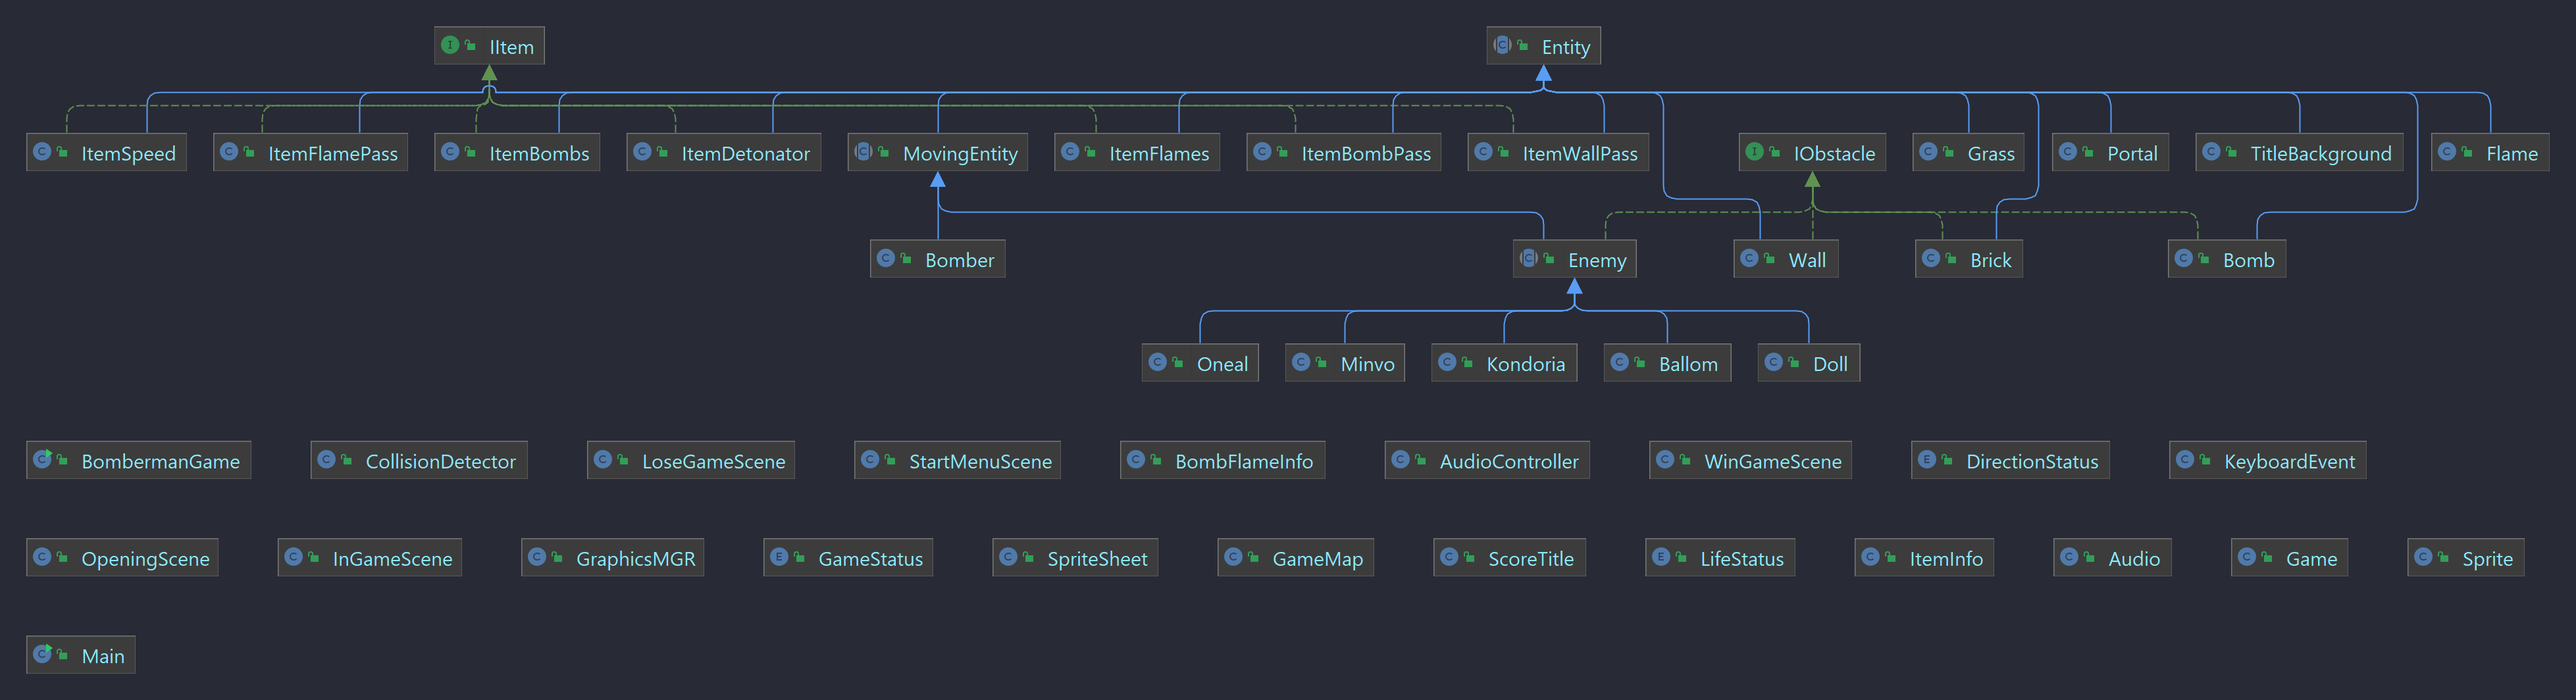 IItem Entity
ItemSpeed ItemFlamePass ItemBombs ItemDetonator MovingEntity ItemFlames ItemBombPass ItemWallPass IObstacle Grass Portal TitleBackground Flame
Bomber Enemy Wall Brick Bomb
Oneal Minvo Kondoria Ballom Doll
BombermanGame CollisionDetector LoseGameScene StartMenuScene BombFlameInfo AudioController WinGameScene DirectionStatus KeyboardEvent
OpeningScene InGameScene GraphicsMGR GameStatus SpriteSheet GameMap ScoreTitle LifeStatus ItemInfo Audio Game Sprite
Main